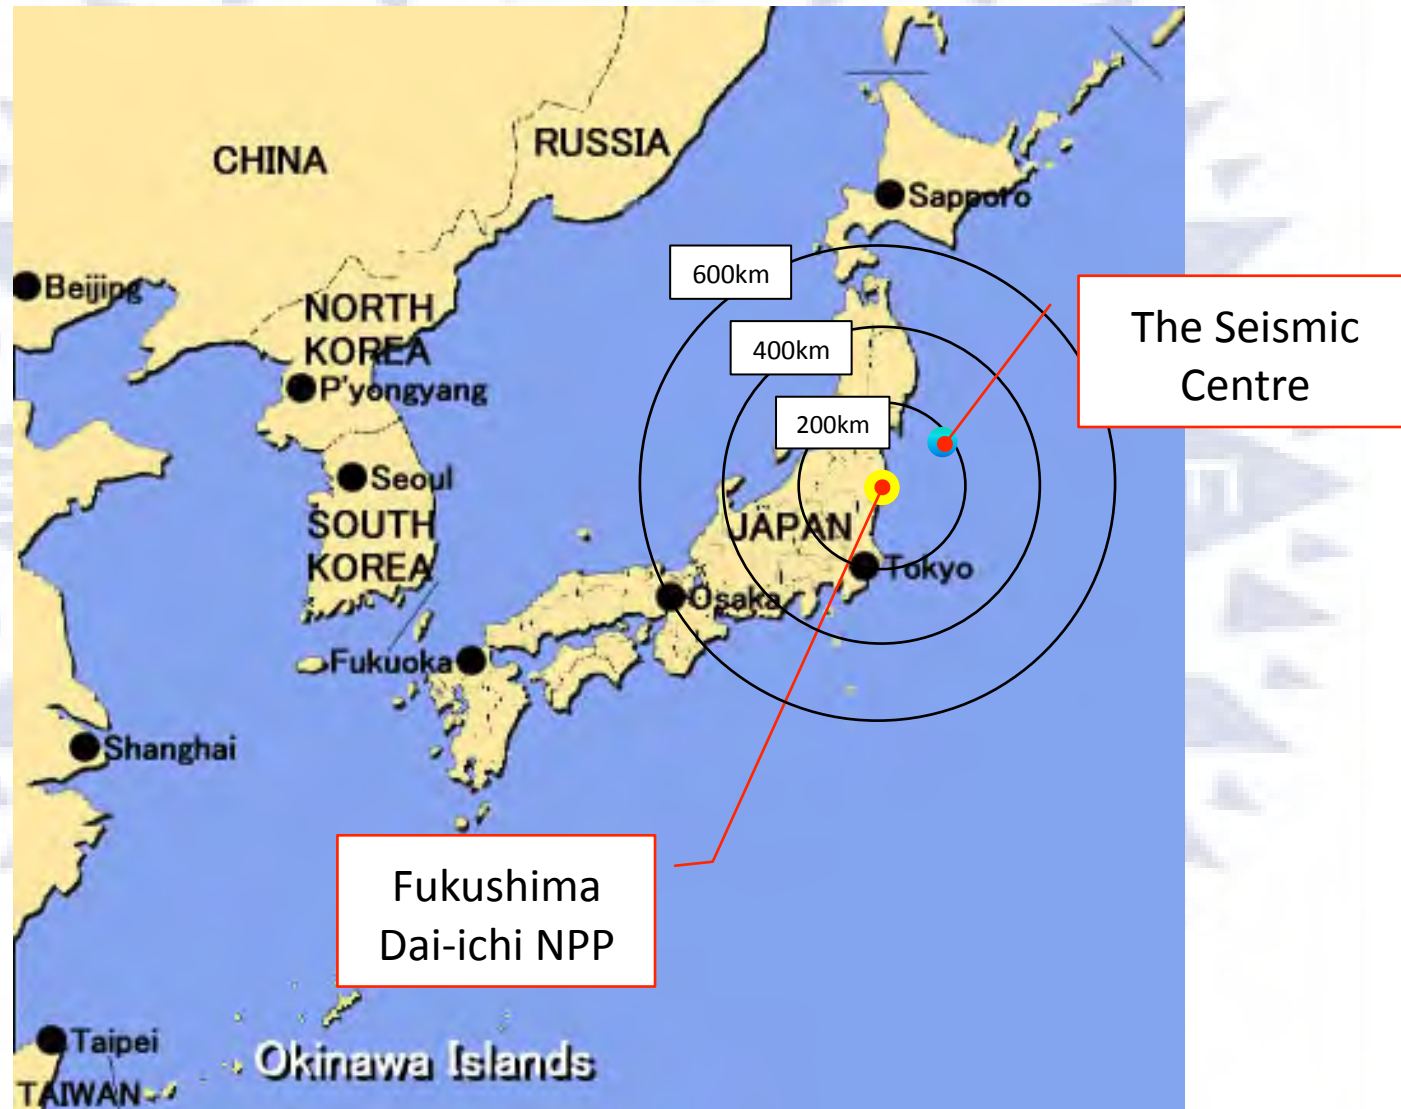 CHINA
RUSSIA
Sapporo
600km
Beijing
NORTH
KOREA
The Seismic
Centre
400km
P'yongyang
200km
Seoul
SOUTH
KOREA
JAPAN
Tokyo
Osaka
Fukuoka
Shanghai
Fukushima
Dai-ichi NPP
Taipei
Okinawa Islands
TAIWAN